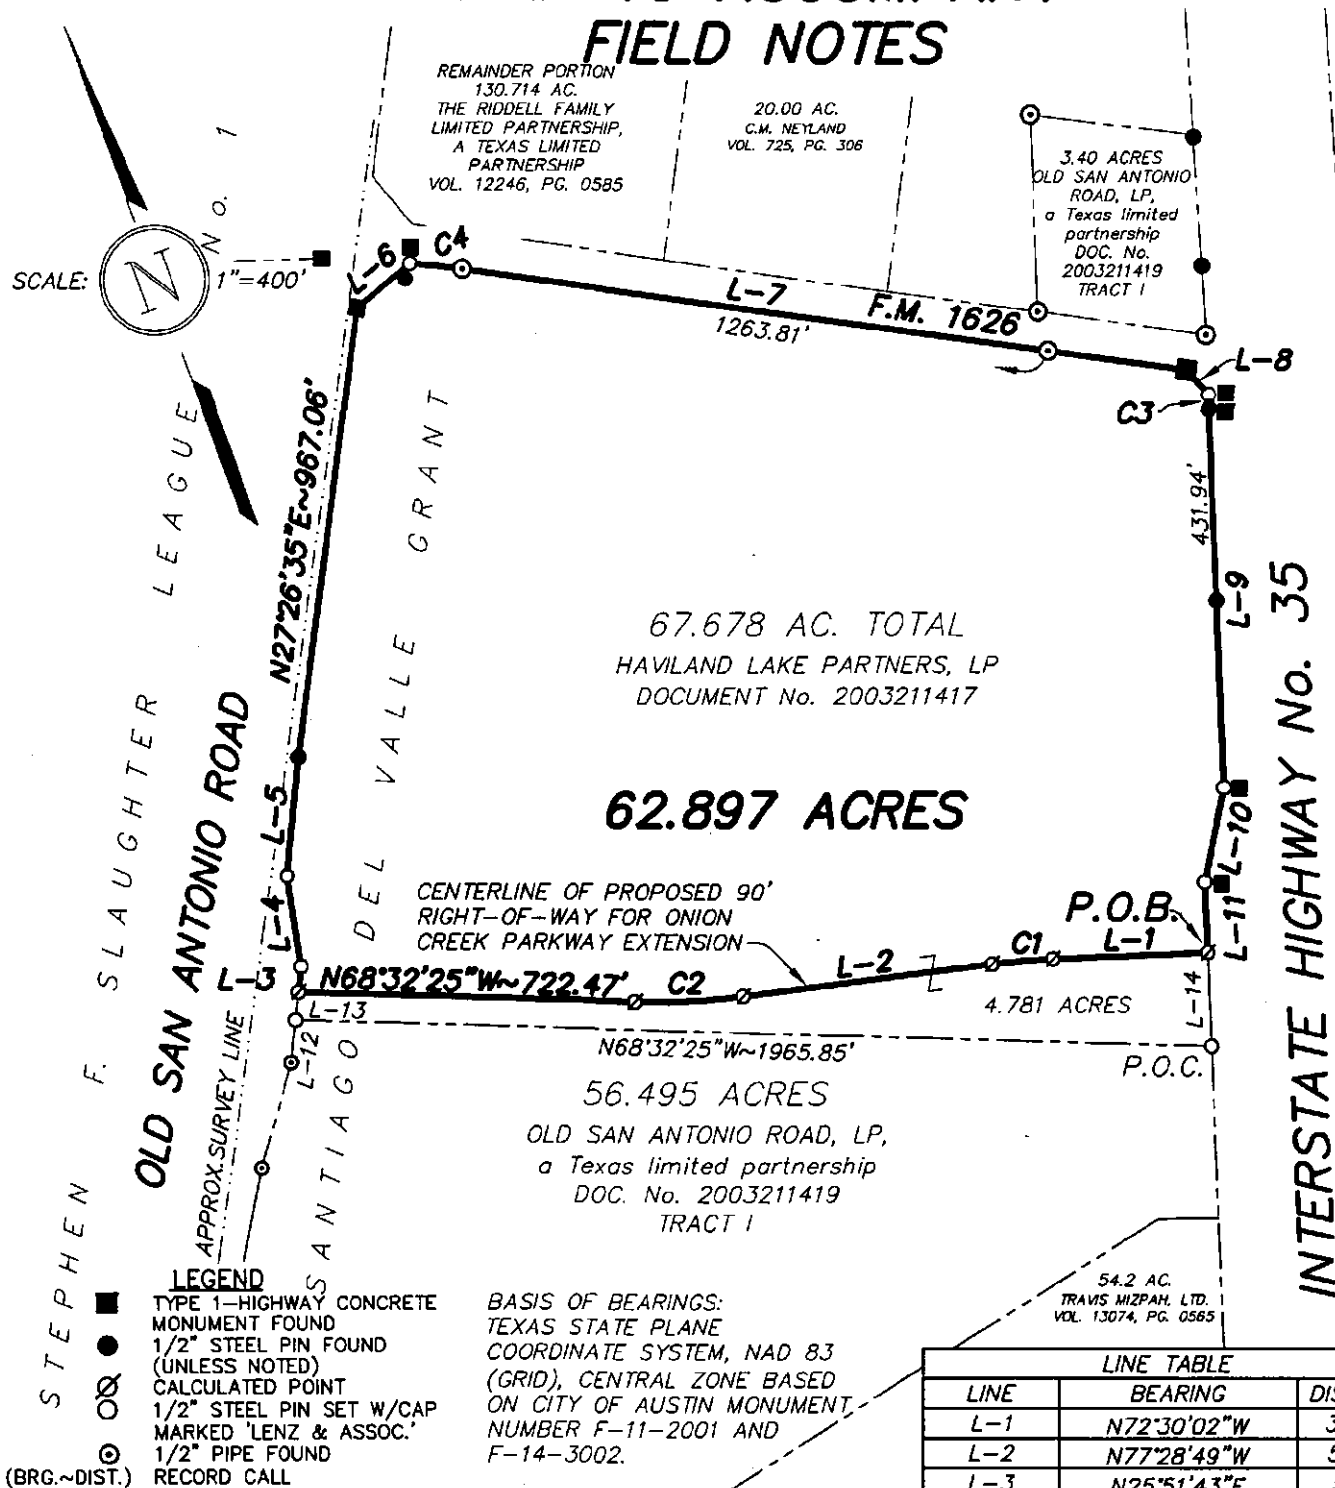 FIELD NOTES
REMAINDER PORTION
130.714 AC.
THE RIDDELL FAMILY
LIMITED PARTNERSHIP,
A TEXAS LIMITED
PARTNERSHIP
VOL. 12246, PG. 0585
20.00 AC.
C.M. NEYLAND
VOL. 725, PG. 306
3.40 ACRES
OLD SAN ANTONIO
ROAD, LP,
a Texas limited
partnership
DOC. No.
2003211419
TRACT I
No. 1
SCALE:
N
1"=400'
L-6
C4
L-7
1263.81'
F.M. 1626
L-8
C3
431.94'
L-9
N27°26'35"E~967.06'
STEPHEN F. SLAUGHTER LEAGUE
SANTIAGO DEL VALLE GRANT
67.678 AC. TOTAL
HAVILAND LAKE PARTNERS, LP
DOCUMENT No. 2003211417
62.897 ACRES
INTERSTATE HIGHWAY No. 35
OLD SAN ANTONIO ROAD
L-5
L-4
L-10
CENTERLINE OF PROPOSED 90'
RIGHT-OF-WAY FOR ONION
CREEK PARKWAY EXTENSION
P.O.B.
L-11
L-3
N68°32'25"W~722.47'
C2
L-2
C1
L-1
L-13
L-12
4.781 ACRES
L-14
N68°32'25"W~1965.85'
P.O.C.
APPROX.SURVEY LINE
56.495 ACRES
OLD SAN ANTONIO ROAD, LP,
a Texas limited partnership
DOC. No. 2003211419
TRACT I
54.2 AC.
TRAVIS MIZPAH, LTD.
VOL. 13074, PG. 0565
LEGEND
TYPE 1-HIGHWAY CONCRETE
MONUMENT FOUND
1/2" STEEL PIN FOUND
(UNLESS NOTED)
CALCULATED POINT
1/2" STEEL PIN SET W/CAP
MARKED 'LENZ & ASSOC.'
1/2" PIPE FOUND
(BRG.~DIST.) RECORD CALL
BASIS OF BEARINGS:
TEXAS STATE PLANE
COORDINATE SYSTEM, NAD 83
(GRID), CENTRAL ZONE BASED
ON CITY OF AUSTIN MONUMENT
NUMBER F-11-2001 AND
F-14-3002.
LINE TABLE
LINE BEARING
L-1 N72°30'02"W
L-2 N77°28'49"W
L-3 N25°51'43"E